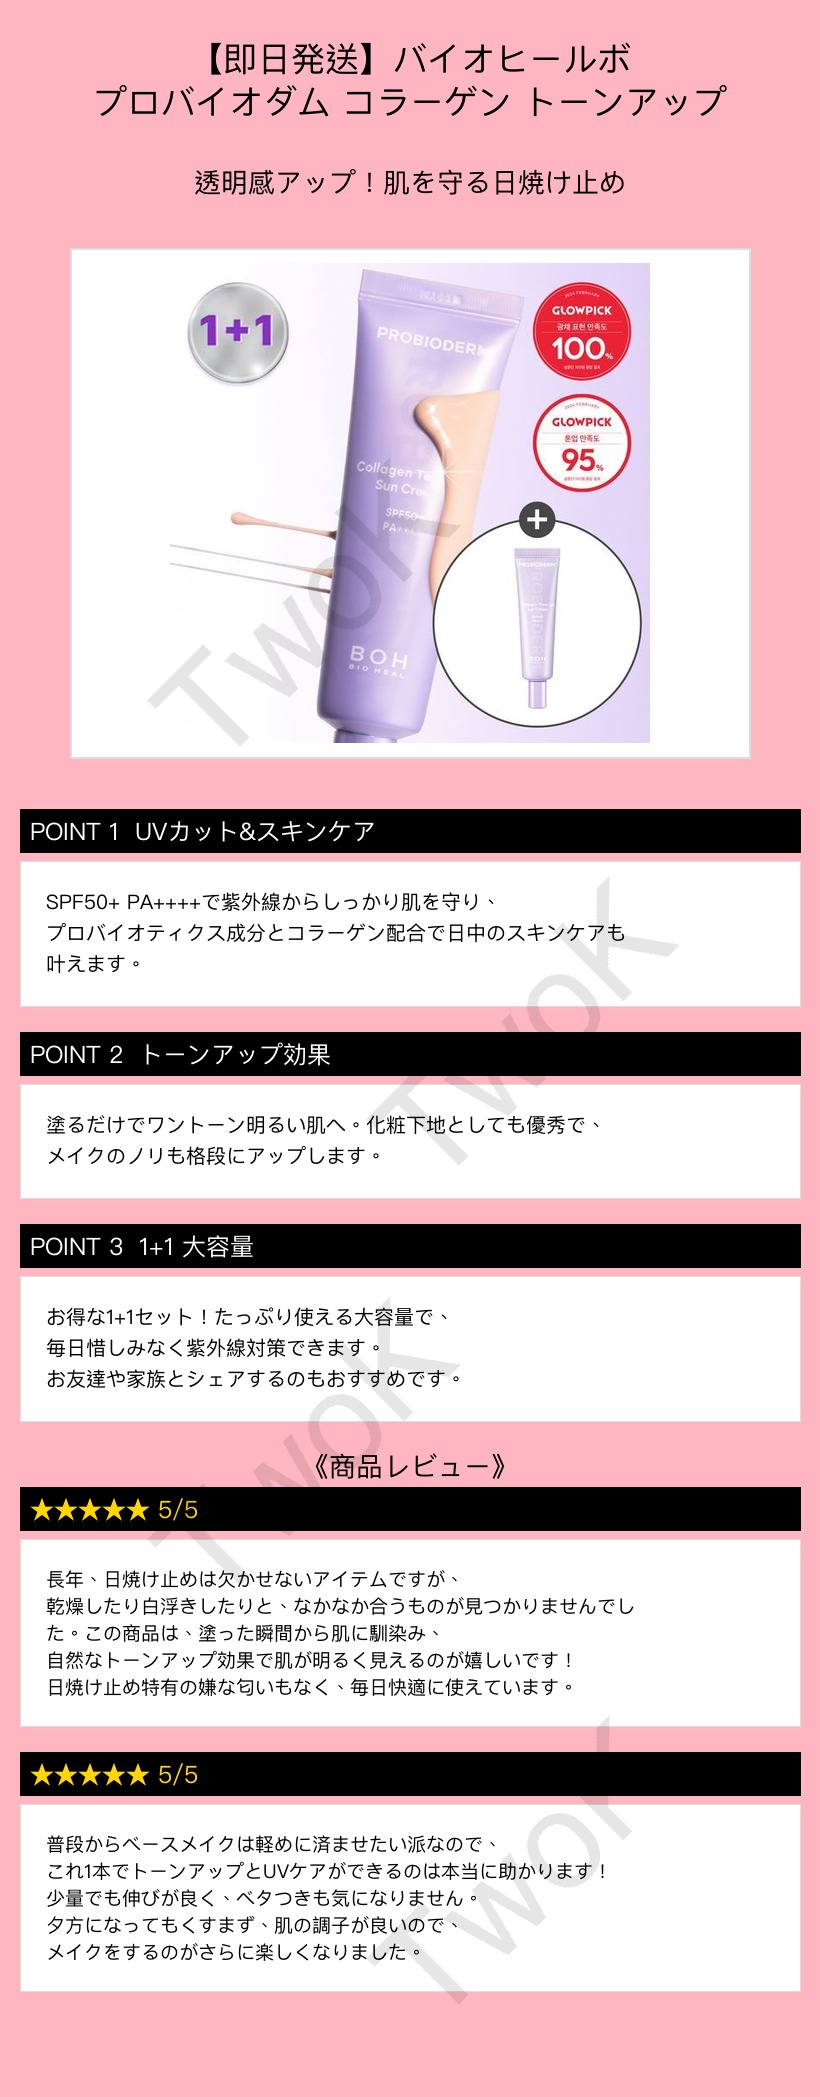 【即日発送】バイオヒールボ
プロバイオダム コラーゲン トーンアップ
透明感アップ！肌を守る日焼け止め
1+1
PROBIODERM
Collagen To
Sun Cre
SPF50+
PA+++
BOH
BIO HEAL
2024 FEBRUARY
GLOWPICK
광채 표현 만족도
100%
2024 FEBRUARY
GLOWPICK
톤업 만족도
95%
+
PROBIODERM
BOH
POINT 1 UVカット&スキンケア
SPF50+ PA++++で紫外線からしっかり肌を守り、
プロバイオティクス成分とコラーゲン配合で日中のスキンケアも
叶えます。
POINT 2 トーンアップ効果
塗るだけでワントーン明るい肌へ。化粧下地としても優秀で、
メイクのノリも格段にアップします。
POINT 3 1+1 大容量
お得な1+1セット！たっぷり使える大容量で、
毎日惜しみなく紫外線対策できます。
お友達や家族とシェアするのもおすすめです。
《商品レビュー》
★★★★★ 5/5
長年、日焼け止めは欠かせないアイテムですが、
乾燥したり白浮きしたりと、なかなか合うものが見つかりませんでし
た。この商品は、塗った瞬間から肌に馴染み、
自然なトーンアップ効果で肌が明るく見えるのが嬉しいです！
日焼け止め特有の嫌な匂いもなく、毎日快適に使えています。
★★★★★ 5/5
普段からベースメイクは軽めに済ませたい派なので、
これ1本でトーンアップとUVケアができるのは本当に助かります！
少量でも伸びが良く、ベタつきも気になりません。
夕方になってもくすまず、肌の調子が良いので、
メイクをするのがさらに楽しくなりました。
TwoK
TwoK
TwoK
TwoK